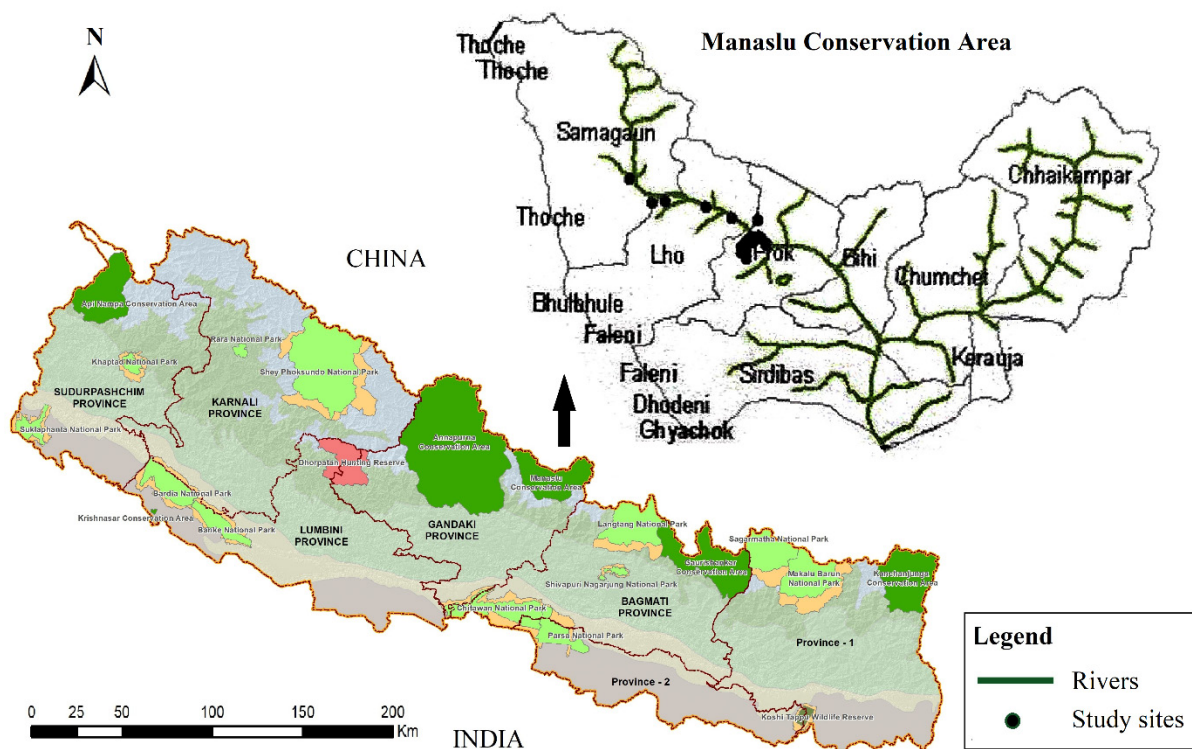 N
Manaslu Conservation Area
Thoche
Thoche
Samagaun
Chhaikampar
Thoche
Lho
Prok
Bihi
Chumchet
Bhulbhule
Faleni
Kerauja
Faleni
Sirdibas
Dhodeni
Ghyachok
CHINA
Api Nampa Conservation Area
Rara National Park
Khaptad National Park
Shey Phoksundo National Park
SUDURPASHCHIM
PROVINCE
KARNALI
PROVINCE
Suklaphanta National Park
Annapurna
Conservation Area
Dhorpatan Hunting Reserve
Manaslu
Conservation Area
Bardia National Park
Krishnasar Conservation Area
Banke National Park
LUMBINI
PROVINCE
GANDAKI
PROVINCE
Langtang National Park
Gaurishankar
Conservation Area
Sagarmatha National Park
Makalu Barun
National Park
Kanchanjunga
Conservation Area
Shivapuri Nagarjung National Park
BAGMATI
PROVINCE
Chitawan National Park
Parsa National Park
Province - 1
Province - 2
Koshi Tappu Wildlife Reserve
Legend
Rivers
Study sites
0 25 50 100 150 200
Km
INDIA